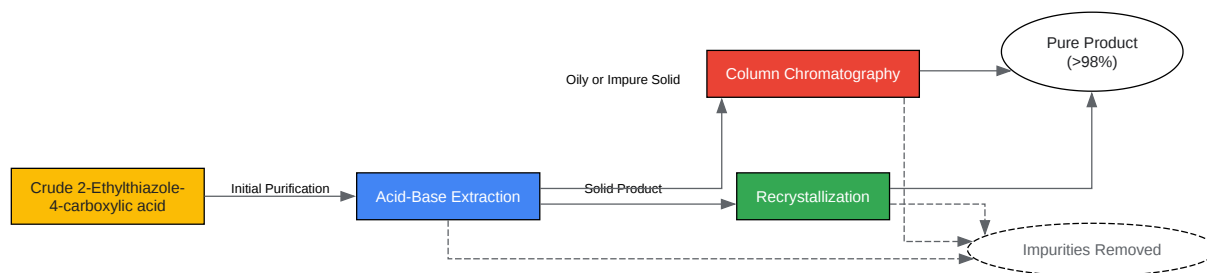 Crude 2-Ethylthiazole-
4-carboxylic acid
Initial Purification
Acid-Base Extraction
Oily or Impure Solid
Solid Product
Column Chromatography
Recrystallization
Pure Product
(>98%)
Impurities Removed